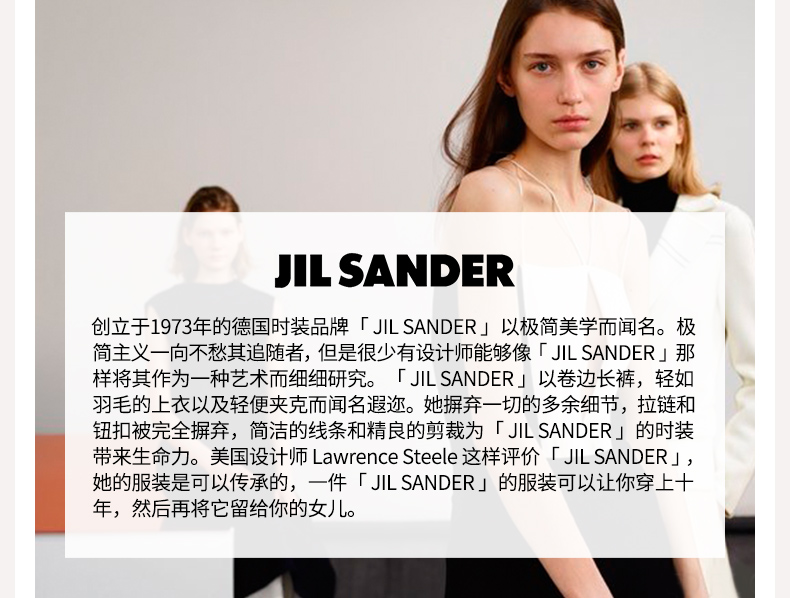 JIL SANDER
创立于1973年的德国时装品牌「 JIL SANDER 」以极简美学而闻名。极
简主义一向不愁其追随者，但是很少有设计师能够像「 JIL SANDER 」那
样将其作为一种艺术而细细研究。「 JIL SANDER 」以卷边长裤，轻如
羽毛的上衣以及轻便夹克而闻名遐迩。她摒弃一切的多余细节，拉链和
钮扣被完全摒弃，简洁的线条和精良的剪裁为「 JIL SANDER 」的时装
带来生命力。美国设计师 Lawrence Steele 这样评价「 JIL SANDER 」，
她的服装是可以传承的，一件「 JIL SANDER 」的服装可以让你穿上十
年，然后再将它留给你的女儿。